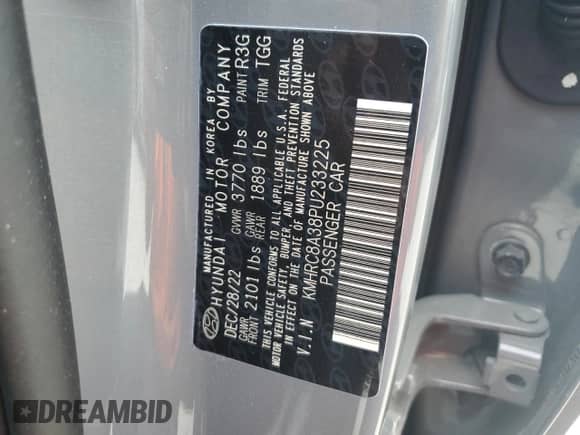 MANUFACTURED IN KOREA BY
HYUNDAI MOTOR COMPANY
DEC/28/22 GVWR 3770 lbs PAINT R3G
GAWR FRONT 2101 lbs GAWR REAR 1889 lbs TRIM TGG
THIS VEHICLE CONFORMS TO ALL APPLICABLE U.S.A. FEDERAL
MOTOR VEHICLE SAFETY, BUMPER, AND THEFT PREVENTION STANDARDS
IN EFFECT ON THE DATE OF MANUFACTURE SHOWN ABOVE
V.I.N KMHRC8A38PU233225
PASSENGER CAR
DREAMBID